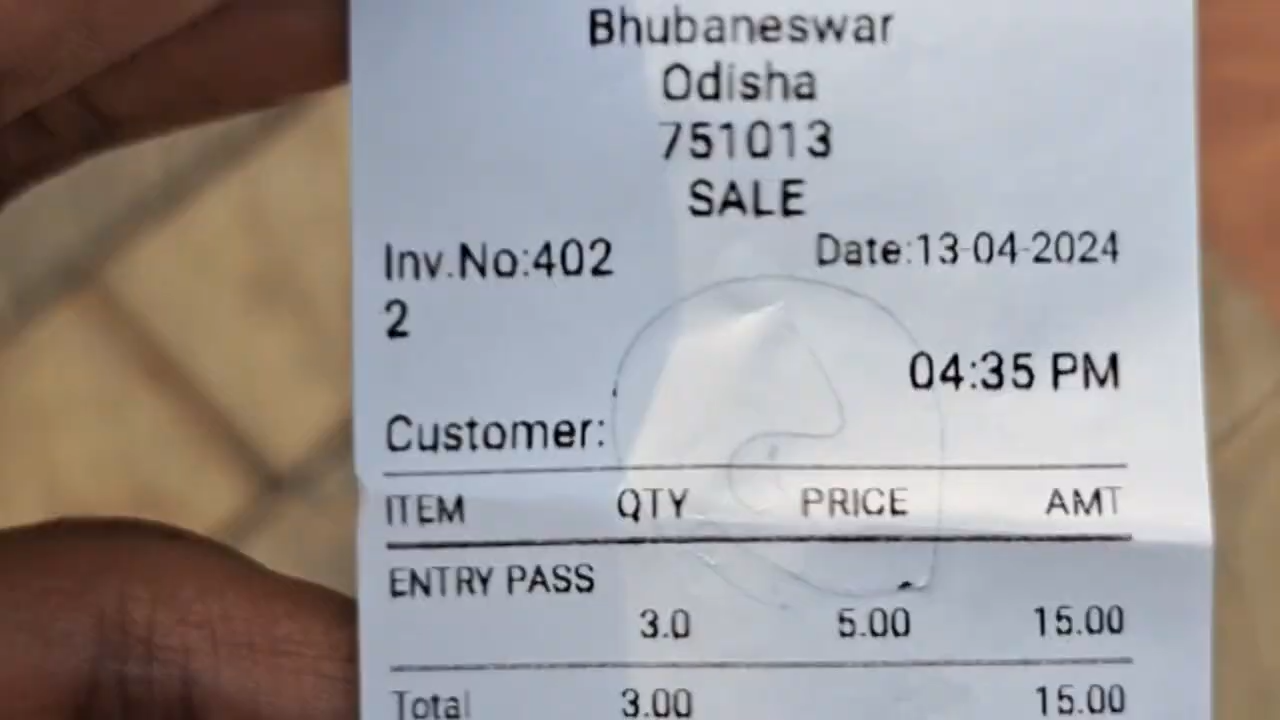 Bhubaneswar
Odisha
751013
SALE
Inv.No:402 Date:13-04-2024
2
04:35 PM
Customer:
ITEM QTY PRICE AMT
ENTRY PASS
3.0 5.00 15.00
Total 3.00 15.00